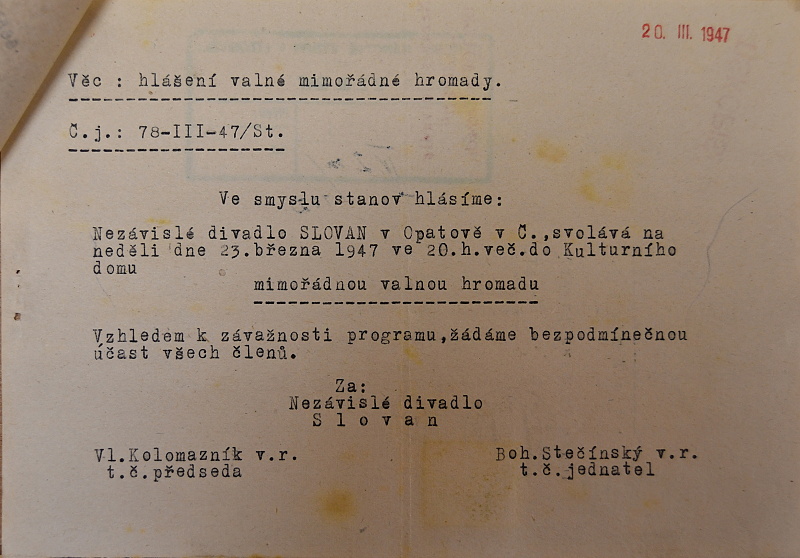 20. III. 1947
Věc : hlášení valné mimořádné hromady.
Č.j.: 78-III-47/St.
Ve smyslu stanov hlásíme:
Nezávislé divadlo SLOVAN v Opatově v Č.,svolává na
neděli dne 23.března 1947 ve 20.h.več.do Kulturního
domu
mimořádnou valnou hromadu
Vzhledem k závažnosti programu,žádáme bezpodmínečnou
účast všech členů.
Za:
Nezávislé divadlo
S l o v a n
Vl.Kolomazník v.r.
t.č.předseda
Boh.Stečínský v.r.
t.č.jednatel